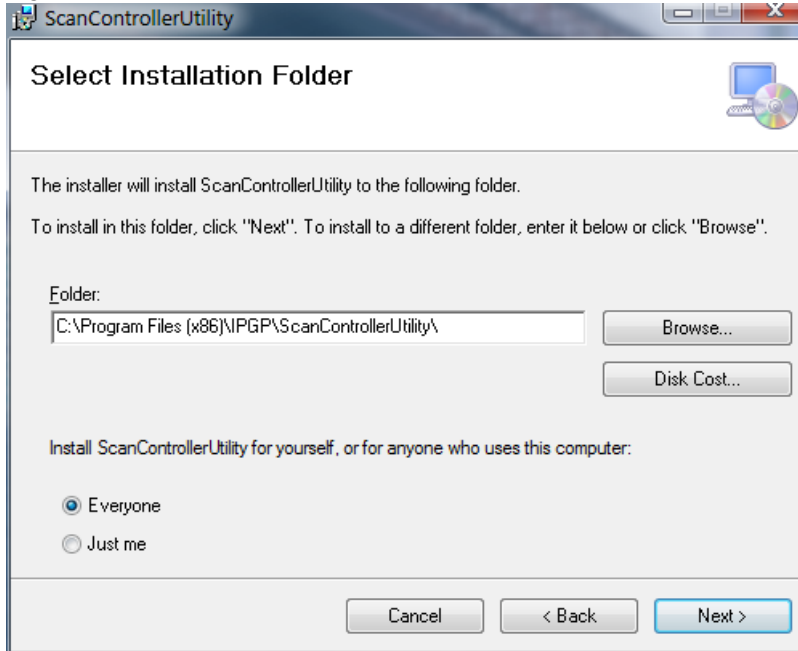 ScanControllerUtility
Select Installation Folder
The installer will install ScanControllerUtility to the following folder.
To install in this folder, click "Next". To install to a different folder, enter it below or click "Browse".
Folder:
C:\Program Files (x86)\IPGP\ScanControllerUtility\
Browse...
Disk Cost...
Install ScanControllerUtility for yourself, or for anyone who uses this computer:
Everyone
Just me
Cancel
< Back
Next >